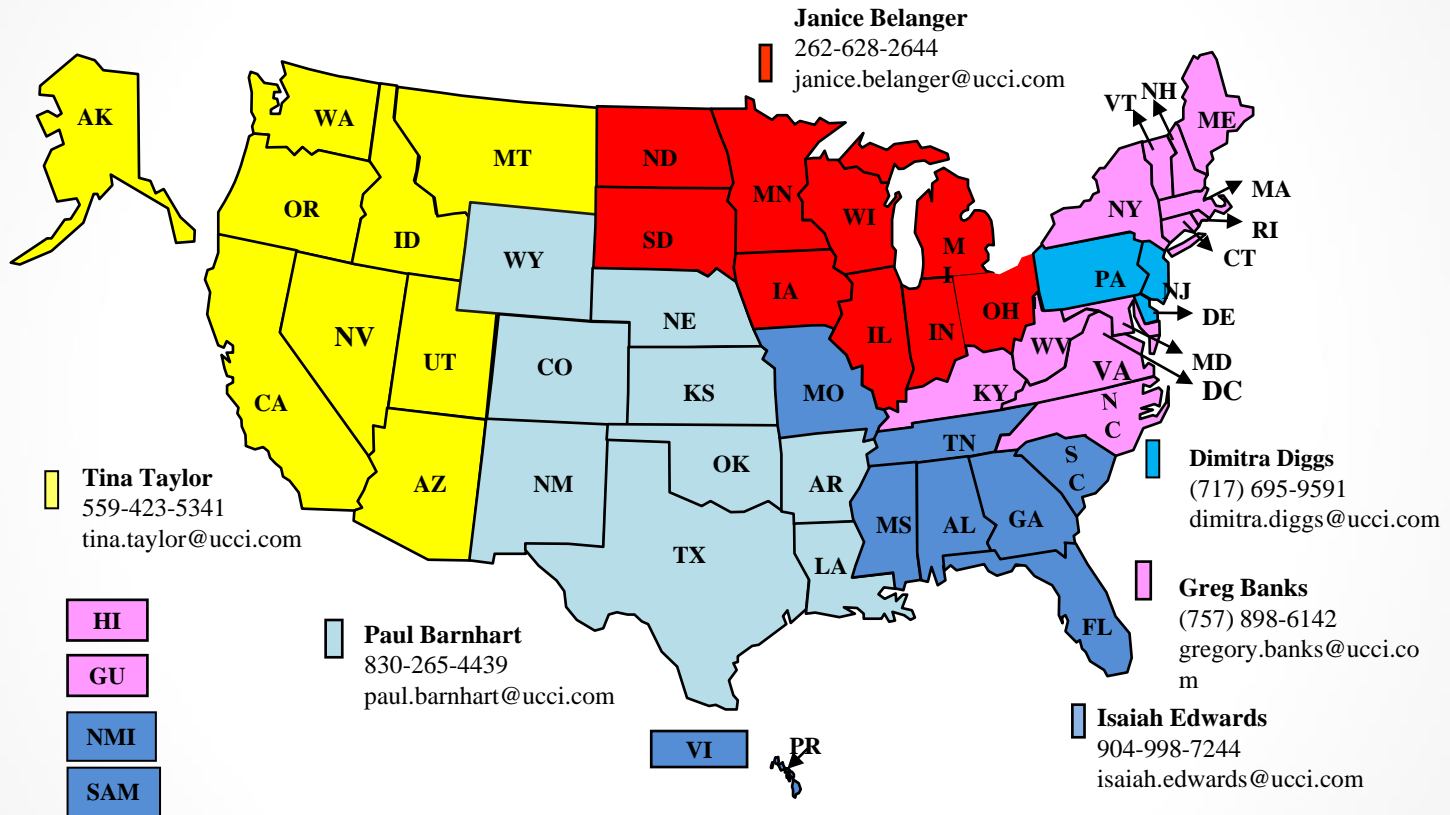 Janice Belanger
262-628-2644
janice.belanger@ucci.com
AK
WA
MT
ND
MN
VT
NH
ME
OR
ID
WY
SD
WI
M
I
NY
MA
RI
CT
NV
UT
CO
NE
IA
IL
IN
OH
PA
NJ
DE
CA
KS
MO
KY
WV
VA
MD
DC
N
C
AZ
NM
OK
AR
TN
S
C
TX
LA
MS
AL
GA
FL
Tina Taylor
559-423-5341
tina.taylor@ucci.com
Dimitra Diggs
(717) 695-9591
dimitra.diggs@ucci.com
Greg Banks
(757) 898-6142
gregory.banks@ucci.co
m
Paul Barnhart
830-265-4439
paul.barnhart@ucci.com
Isaiah Edwards
904-998-7244
isaiah.edwards@ucci.com
HI
GU
NMI
SAM
VI
PR